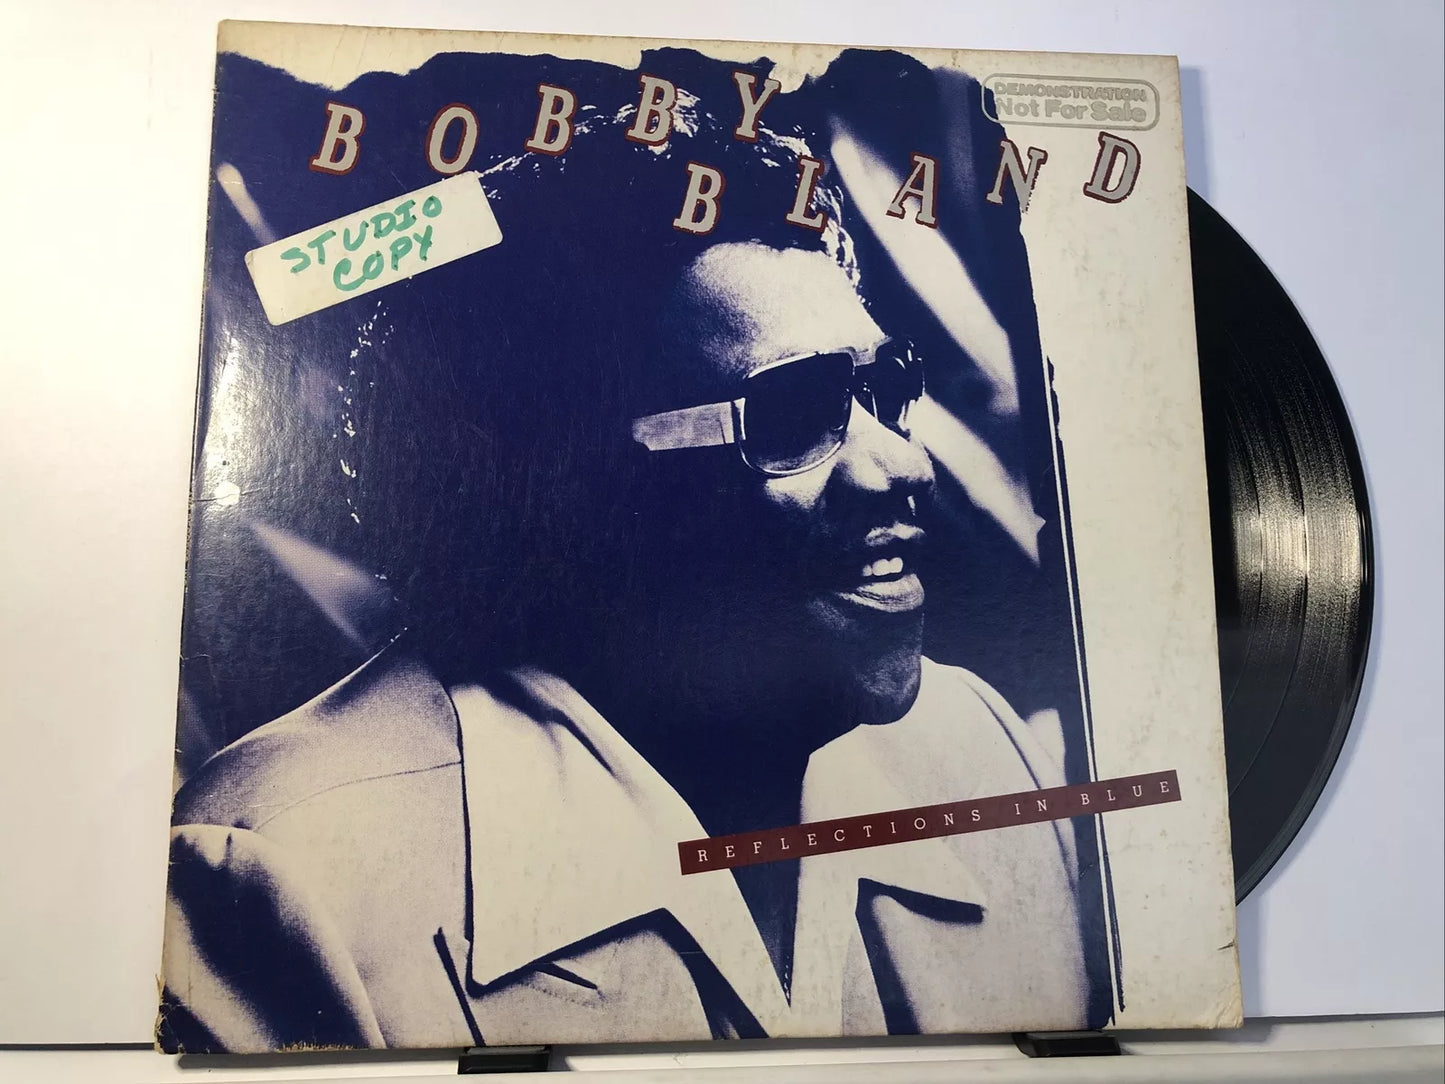 BOBBY
BLAND
DEMONSTRATION
Not For Sale
STUDIO
COPY
REFLECTIONS IN BLUE